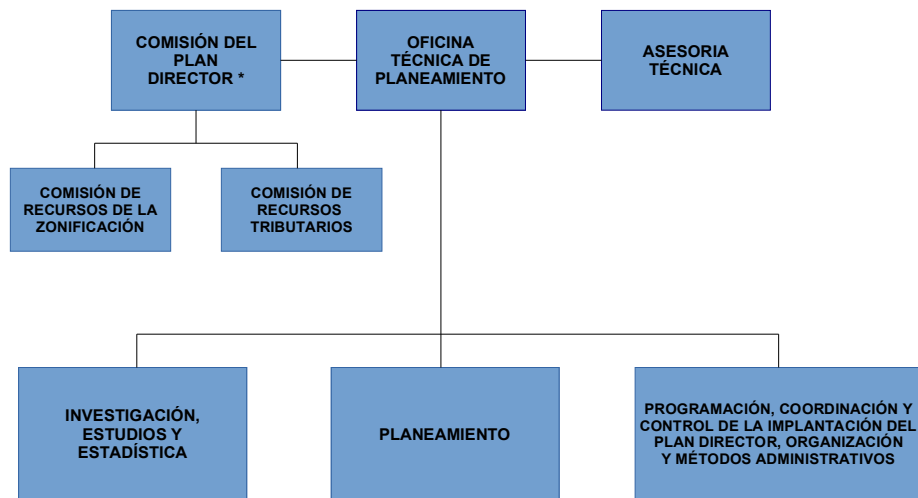 COMISIÓN DEL
PLAN
DIRECTOR *
OFICINA
TÉCNICA DE
PLANEAMIENTO
ASESORIA
TÉCNICA
COMISIÓN DE
RECURSOS DE LA
ZONIFICACIÓN
COMISIÓN DE
RECURSOS
TRIBUTARIOS
INVESTIGACIÓN,
ESTUDIOS Y
ESTADÍSTICA
PLANEAMIENTO
PROGRAMACIÓN, COORDINACIÓN Y
CONTROL DE LA IMPLANTACIÓN DEL
PLAN DIRECTOR, ORGANIZACIÓN
Y MÉTODOS ADMINISTRATIVOS